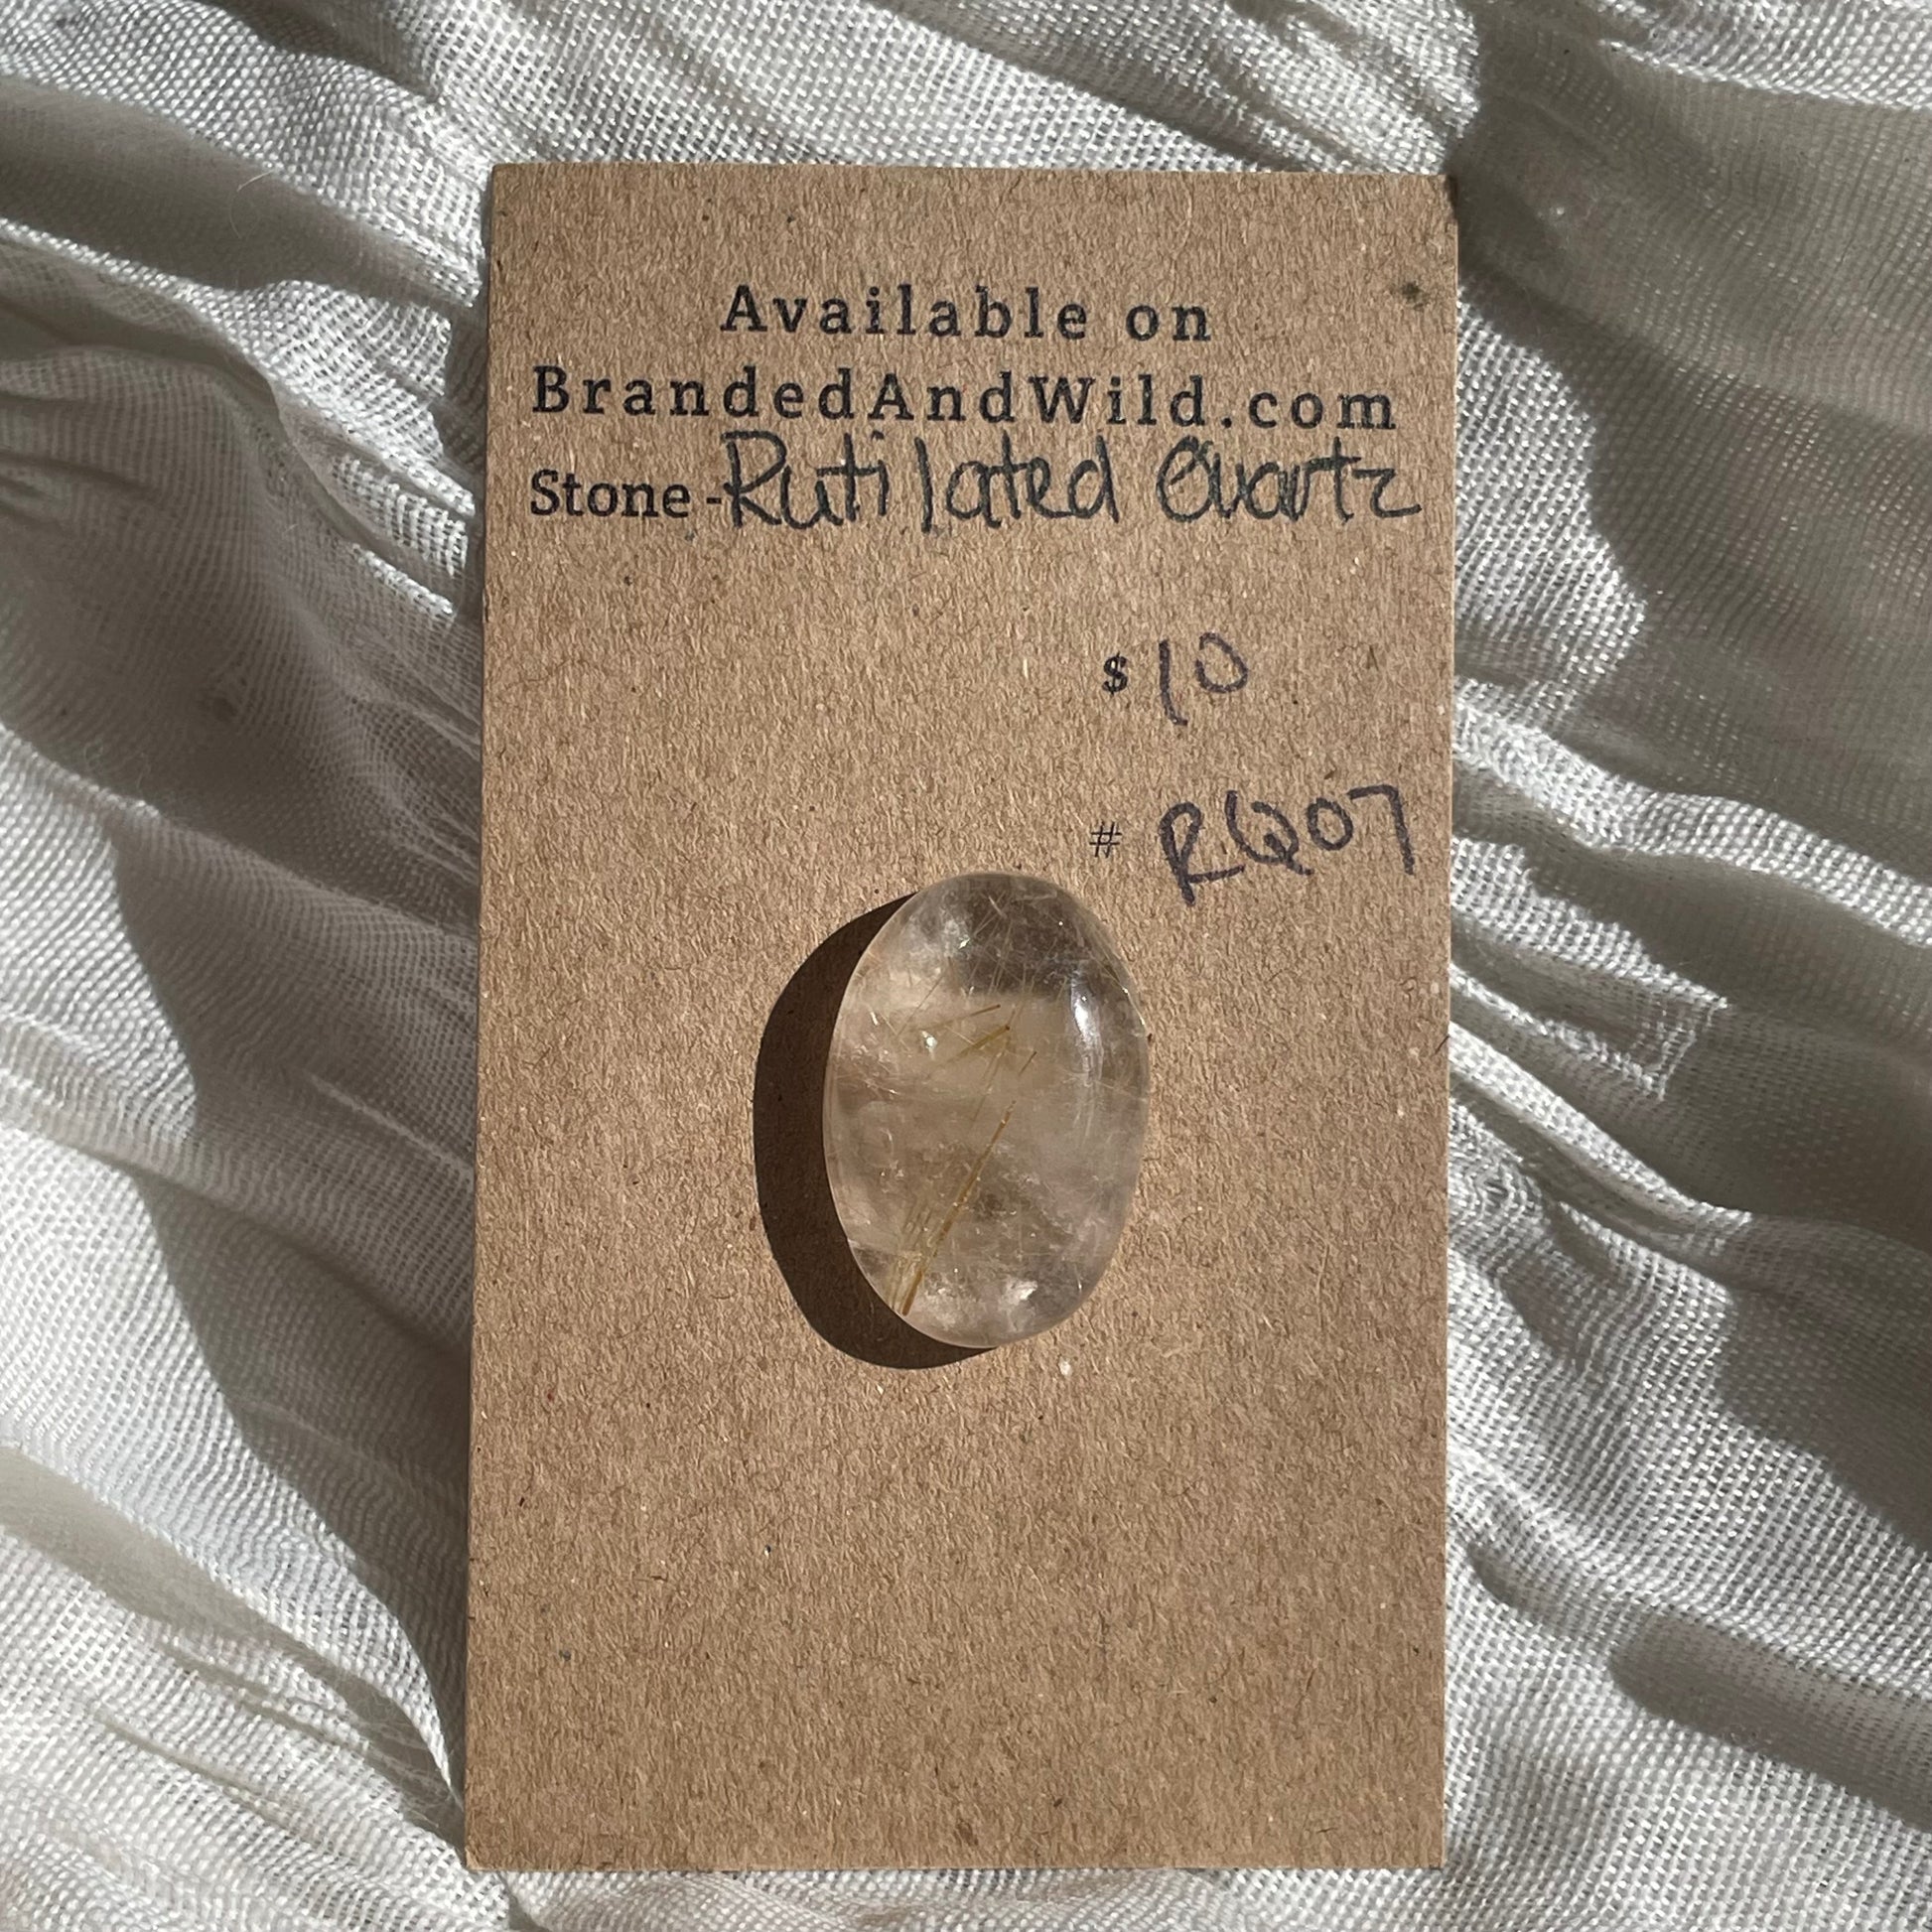 Available on
BrandedAndWild.com
Stone - Rutilated Quartz
$ 10
# RQ07